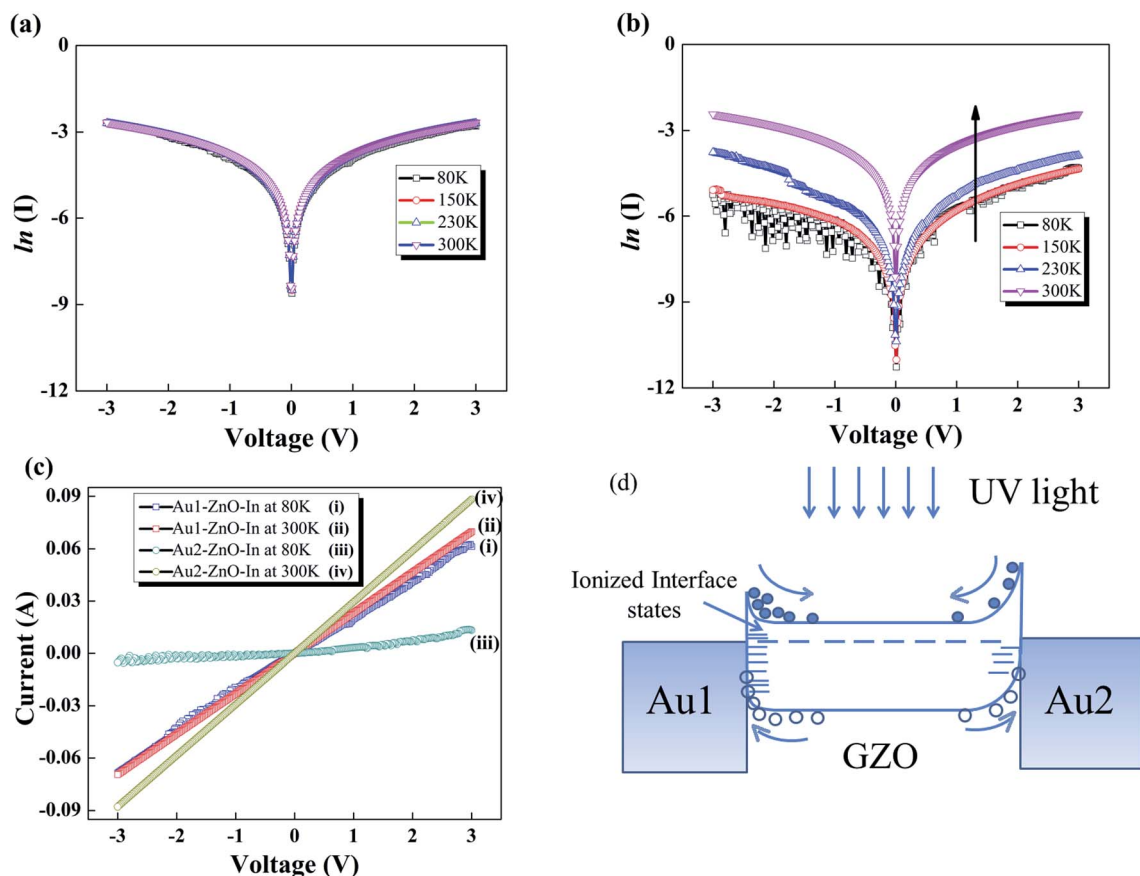 (a)
0
-3
-6
-9
-12
ln (I)
80K
150K
230K
300K
-3 -2 -1 0 1 2 3
Voltage (V)
(b)
0
-3
-6
-9
-12
ln (I)
80K
150K
230K
300K
-3 -2 -1 0 1 2 3
Voltage (V)
(c)
0.09
0.06
0.03
0.00
-0.03
-0.06
-0.09
Current (A)
Au1-ZnO-In at 80K (i)
Au1-ZnO-In at 300K (ii)
Au2-ZnO-In at 80K (iii)
Au2-ZnO-In at 300K (iv)
(iv)
(ii)
(i)
(iii)
-3 -2 -1 0 1 2 3
Voltage (V)
(d)
UV light
Ionized Interface
states
Au1
Au2
GZO